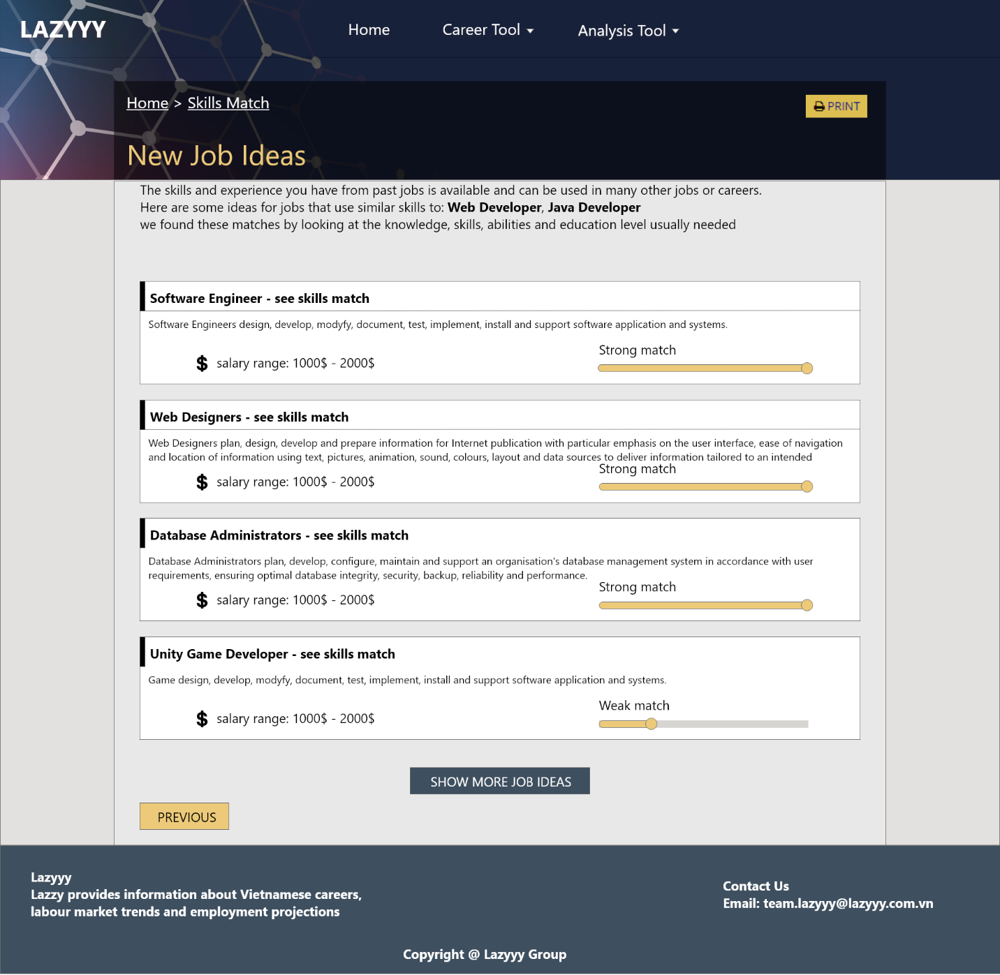 LAZYYY
Home Career Tool Analysis Tool
Home > Skills Match
PRINT
New Job Ideas
The skills and experience you have from past jobs is available and can be used in many other jobs or careers.
Here are some ideas for jobs that use similar skills to: Web Developer, Java Developer
we found these matches by looking at the knowledge, skills, abilities and education level usually needed
Software Engineer - see skills match
Software Engineers design, develop, modyfy, document, test, implement, install and support software application and systems.
Strong match
$ salary range: 1000$ - 2000$
Web Designers - see skills match
Web Designers plan, design, develop and prepare information for Internet publication with particular emphasis on the user interface, ease of navigation
and location of information using text, pictures, animation, sound, colours, layout and data sources to deliver information tailored to an intended
Strong match
$ salary range: 1000$ - 2000$
Database Administrators - see skills match
Database Administrators plan, develop, configure, maintain and support an organisation's database management system in accordance with user
requirements, ensuring optimal database integrity, security, backup, reliability and performance.
Strong match
$ salary range: 1000$ - 2000$
Unity Game Developer - see skills match
Game design, develop, modyfy, document, test, implement, install and support software application and systems.
Weak match
$ salary range: 1000$ - 2000$
SHOW MORE JOB IDEAS
PREVIOUS
Lazyyy
Lazzy provides information about Vietnamese careers,
labour market trends and employment projections
Contact Us
Email: team.lazyyy@lazyyy.com.vn
Copyright @ Lazyyy Group